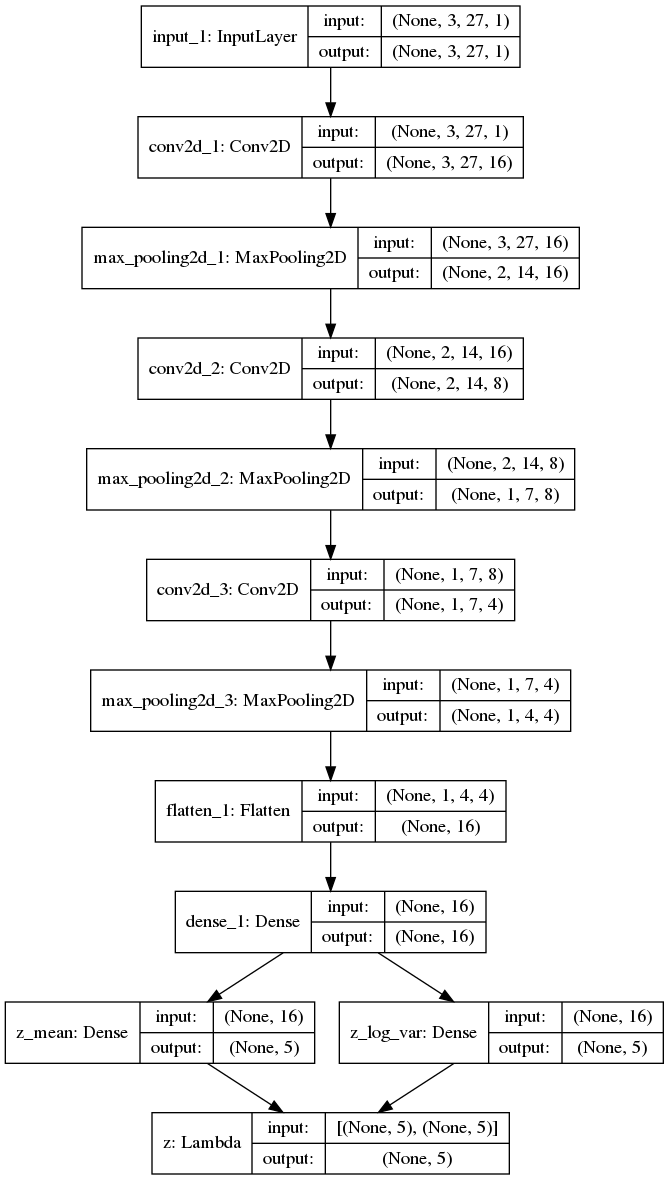 input_1: InputLayer
input: (None, 3, 27, 1)
output: (None, 3, 27, 1)
conv2d_1: Conv2D
input: (None, 3, 27, 1)
output: (None, 3, 27, 16)
max_pooling2d_1: MaxPooling2D
input: (None, 3, 27, 16)
output: (None, 2, 14, 16)
conv2d_2: Conv2D
input: (None, 2, 14, 16)
output: (None, 2, 14, 8)
max_pooling2d_2: MaxPooling2D
input: (None, 2, 14, 8)
output: (None, 1, 7, 8)
conv2d_3: Conv2D
input: (None, 1, 7, 8)
output: (None, 1, 7, 4)
max_pooling2d_3: MaxPooling2D
input: (None, 1, 7, 4)
output: (None, 1, 4, 4)
flatten_1: Flatten
input: (None, 1, 4, 4)
output: (None, 16)
dense_1: Dense
input: (None, 16)
output: (None, 16)
z_mean: Dense
input: (None, 16)
output: (None, 5)
z_log_var: Dense
input: (None, 16)
output: (None, 5)
z: Lambda
input: [(None, 5), (None, 5)]
output: (None, 5)